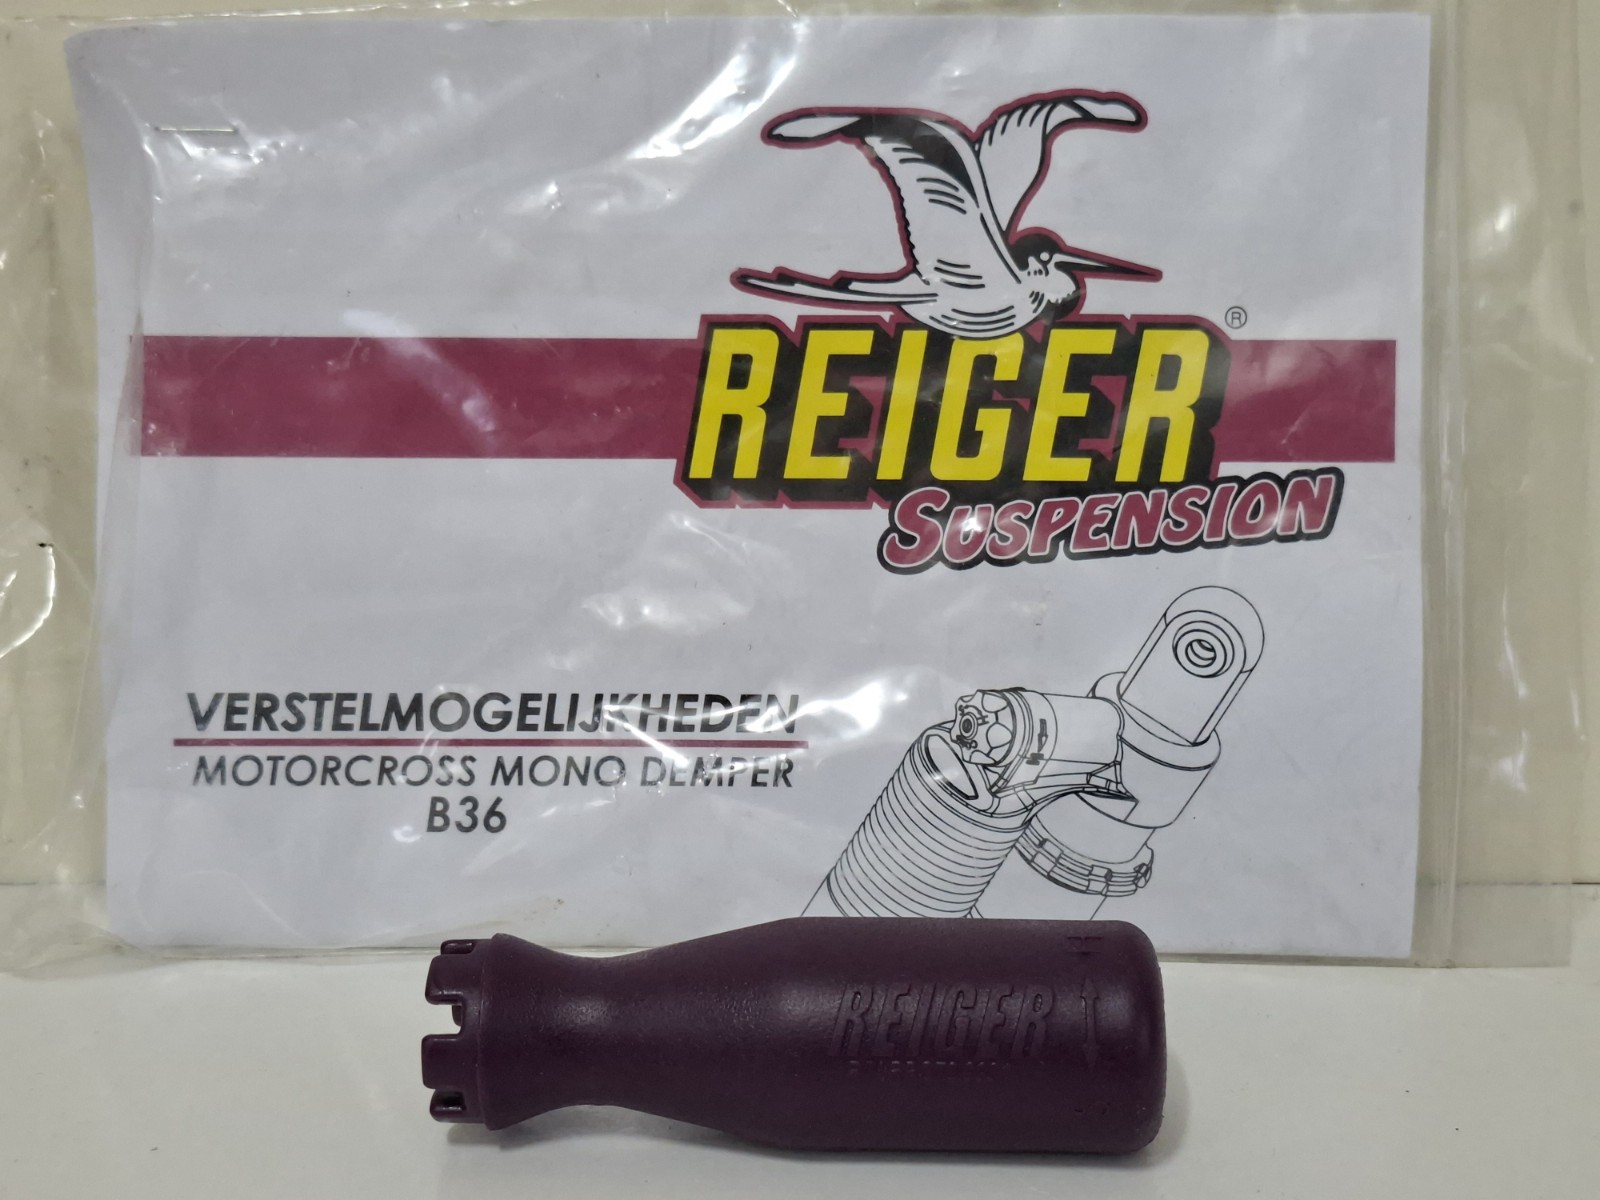 REIGER
®
SUSPENSION
VERSTELMOGELIJKHEDEN
MOTORCROSS MONO DEMPER
B36
REIGER